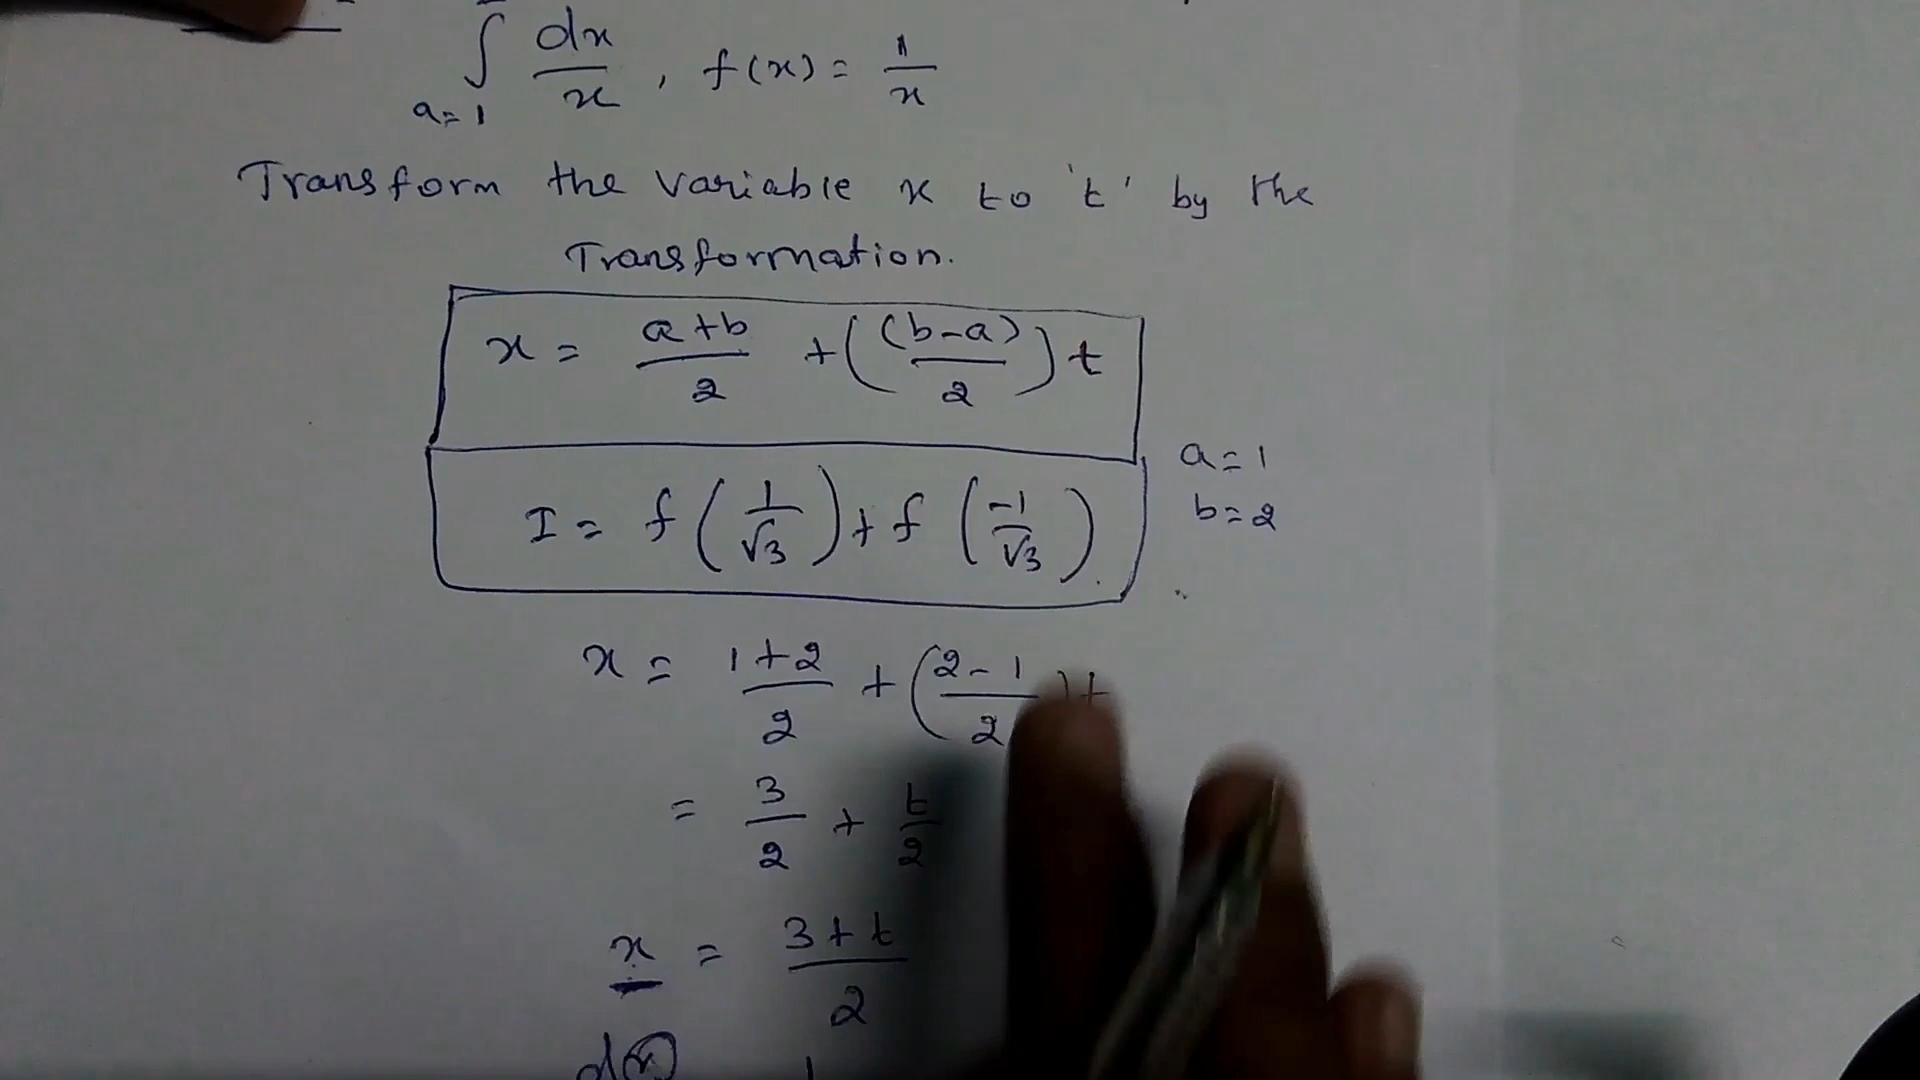 ∫ dx/x , f(x) = 1/x
a=1
Transform the variable x to 't' by the
Transformation.
x = a+b/2 + ((b-a)/2) t
a=1
b=2
I = f(1/√3) + f(-1/√3).
x = 1+2/2 + (2-1/2)t
= 3/2 + t/2
x = 3+t/2